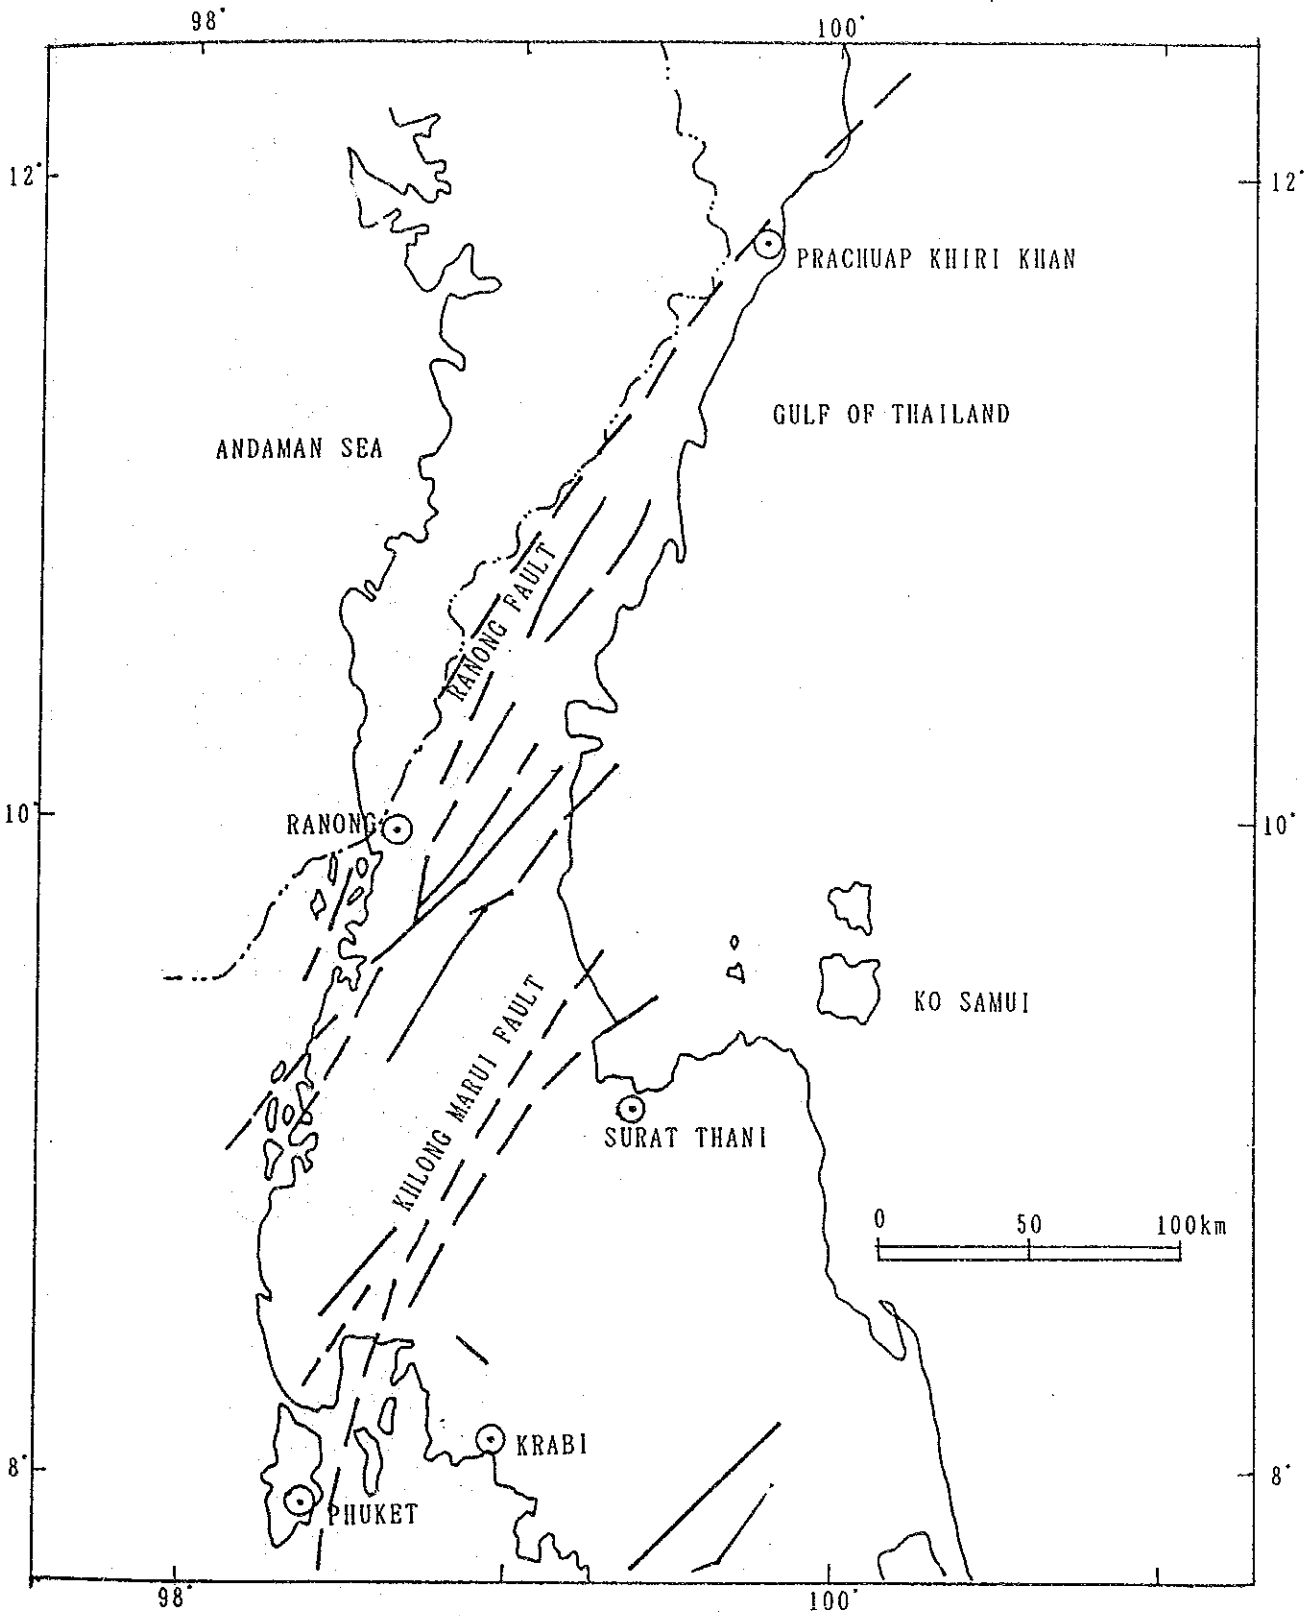 98° 100°
12° 12°
PRACHUAP KHIRI KHAN
GULF OF THAILAND
ANDAMAN SEA
RANONG FAULT
10° 10°
RANONG
KO SAMUI
KHLONG MARUI FAULT
SURAT THANI
0 50 100km
KRABI
8° 8°
PHUKET
98° 100°